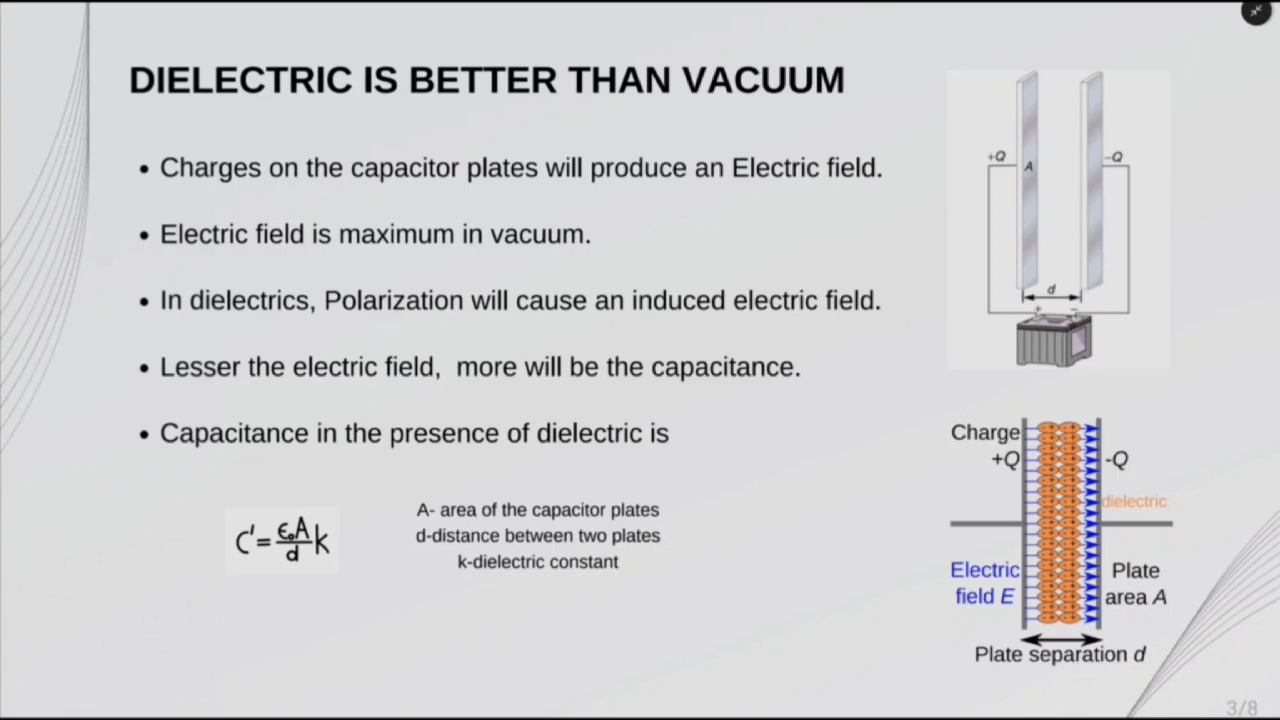 DIELECTRIC IS BETTER THAN VACUUM
• Charges on the capacitor plates will produce an Electric field.
• Electric field is maximum in vacuum.
• In dielectrics, Polarization will cause an induced electric field.
• Lesser the electric field, more will be the capacitance.
• Capacitance in the presence of dielectric is
C'= ε₀A/d k
A- area of the capacitor plates
d-distance between two plates
k-dielectric constant
+Q
A
-Q
d
+ −
Charge
+Q
-Q
dielectric
Electric
field E
Plate
area A
Plate separation d
3/8